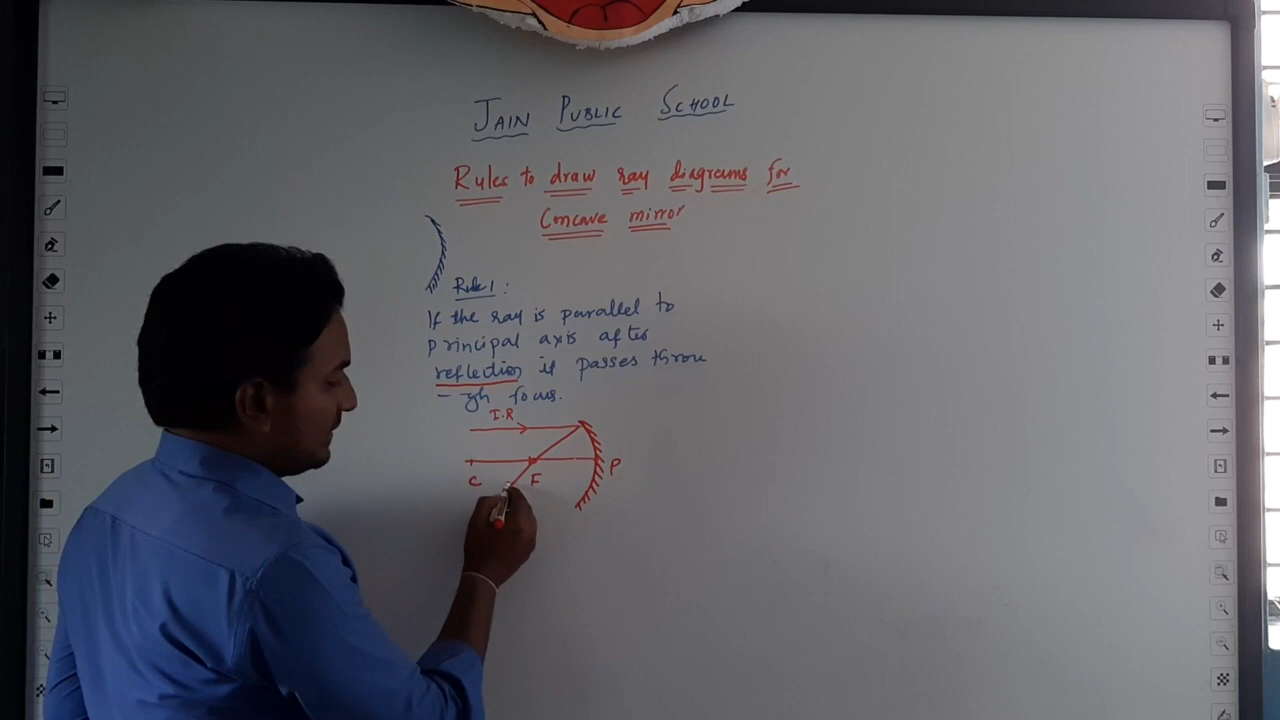 JAIN PUBLIC SCHOOL
Rules to draw ray diagrams for
Concave mirror
Rule 1:
If the ray is parallel to
principal axis after
reflection it passes throu
- gh focus.
I.R
P
C F